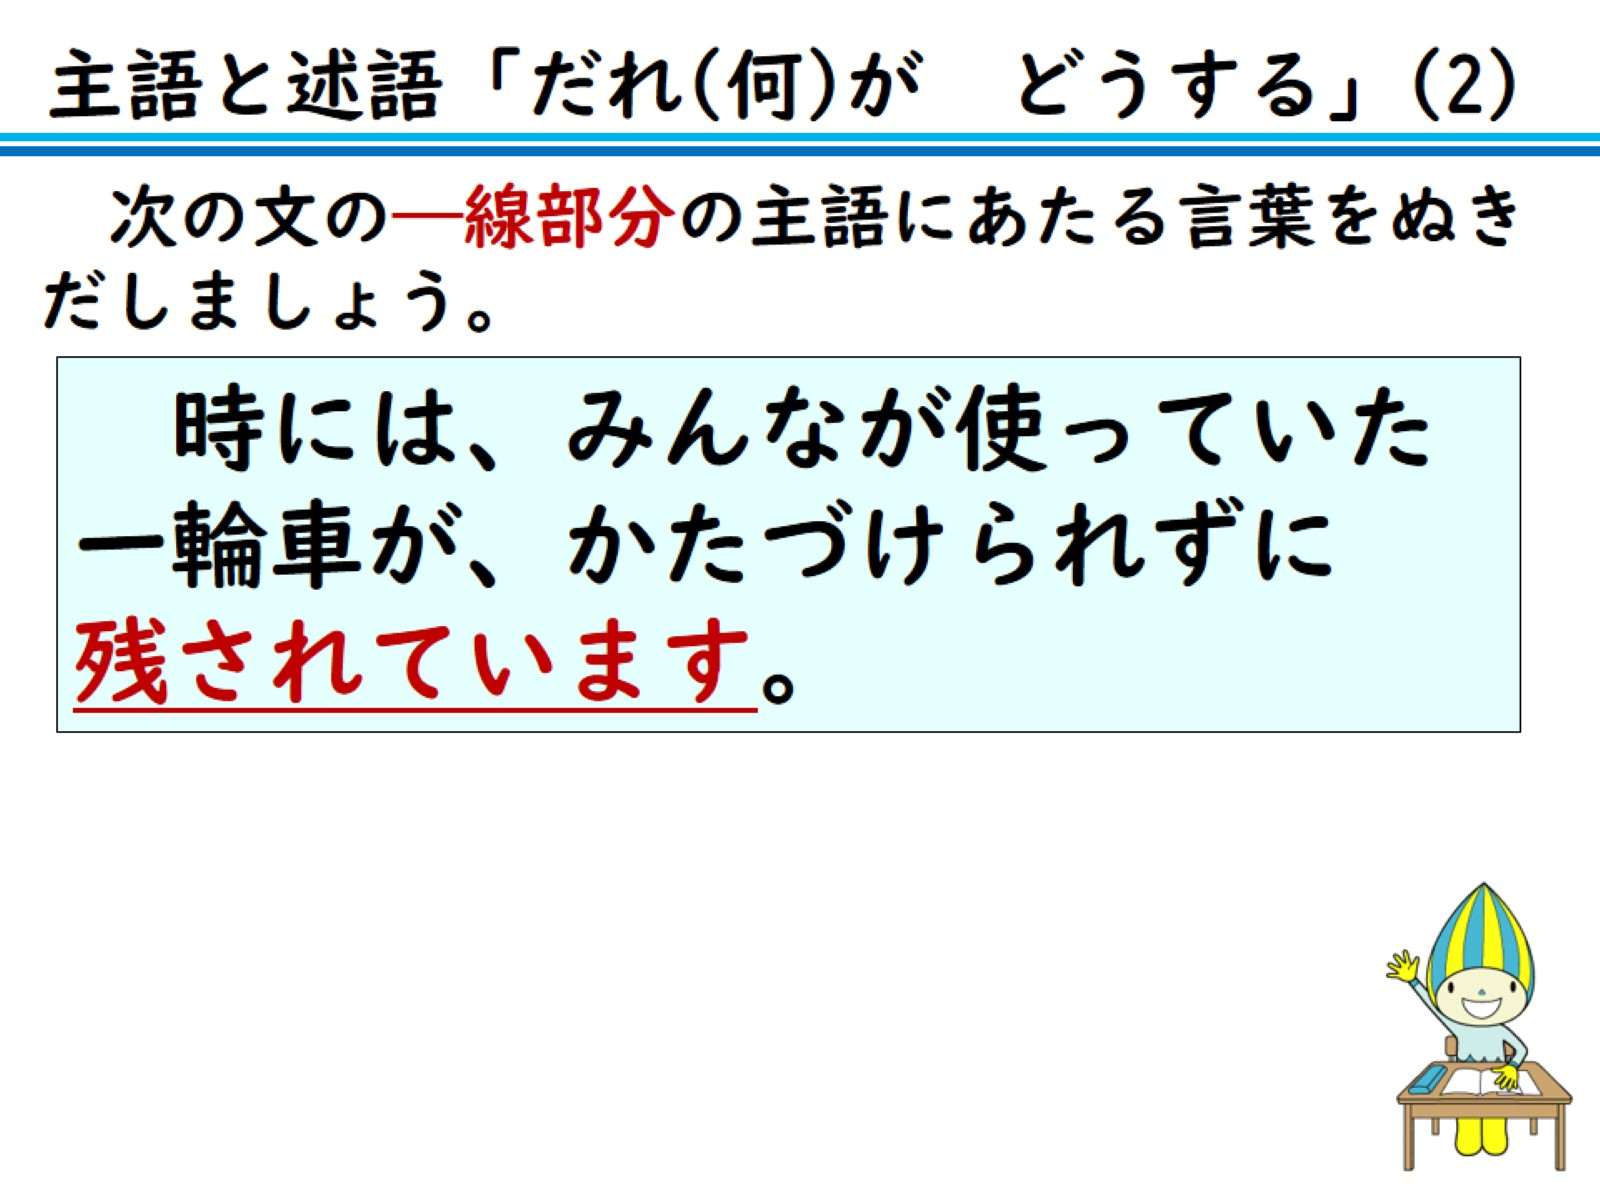 主語と述語「だれ(何)が　どうする」(2)
次の文の―線部分の主語にあたる言葉をぬき
だしましょう。
時には、みんなが使っていた
一輪車が、かたづけられずに
残されています。